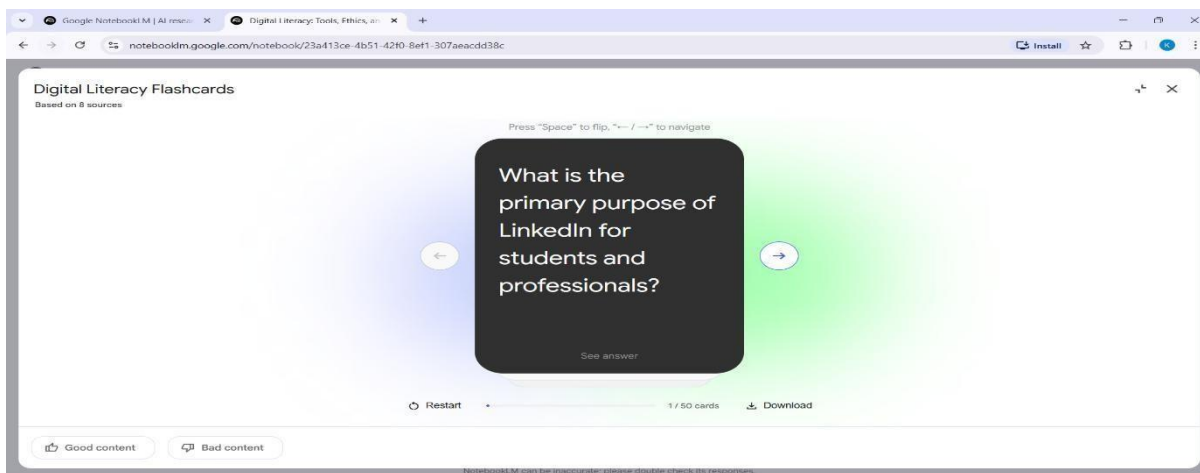 Google NotebookLM | AI resear
Digital Literacy: Tools, Ethics, an
notebooklm.google.com/notebook/23a413ce-4b51-42f0-8ef1-307aeacdd38c
Install
K
Digital Literacy Flashcards
Based on 8 sources
Press "Space" to flip, "← / →" to navigate
What is the
primary purpose of
LinkedIn for
students and
professionals?
See answer
Restart
1 / 50 cards
Download
Good content
Bad content
NotebookLM can be inaccurate; please double check its responses.